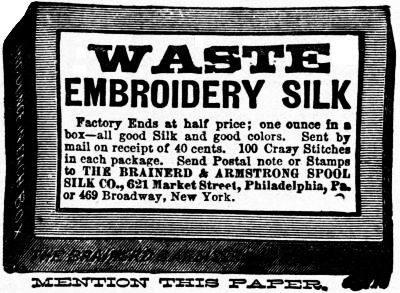 WASTE
EMBROIDERY SILK
Factory Ends at half price; one ounce in a
box—all good Silk and good colors. Sent by
mail on receipt of 40 cents. 100 Crazy Stitches
in each package. Send Postal note or Stamps
to THE BRAINERD & ARMSTRONG SPOOL
SILK CO., 621 Market Street, Philadelphia, Pa.
or 469 Broadway, New York.
THE BRAINERD & ARMSTRONG
MENTION THIS PAPER.